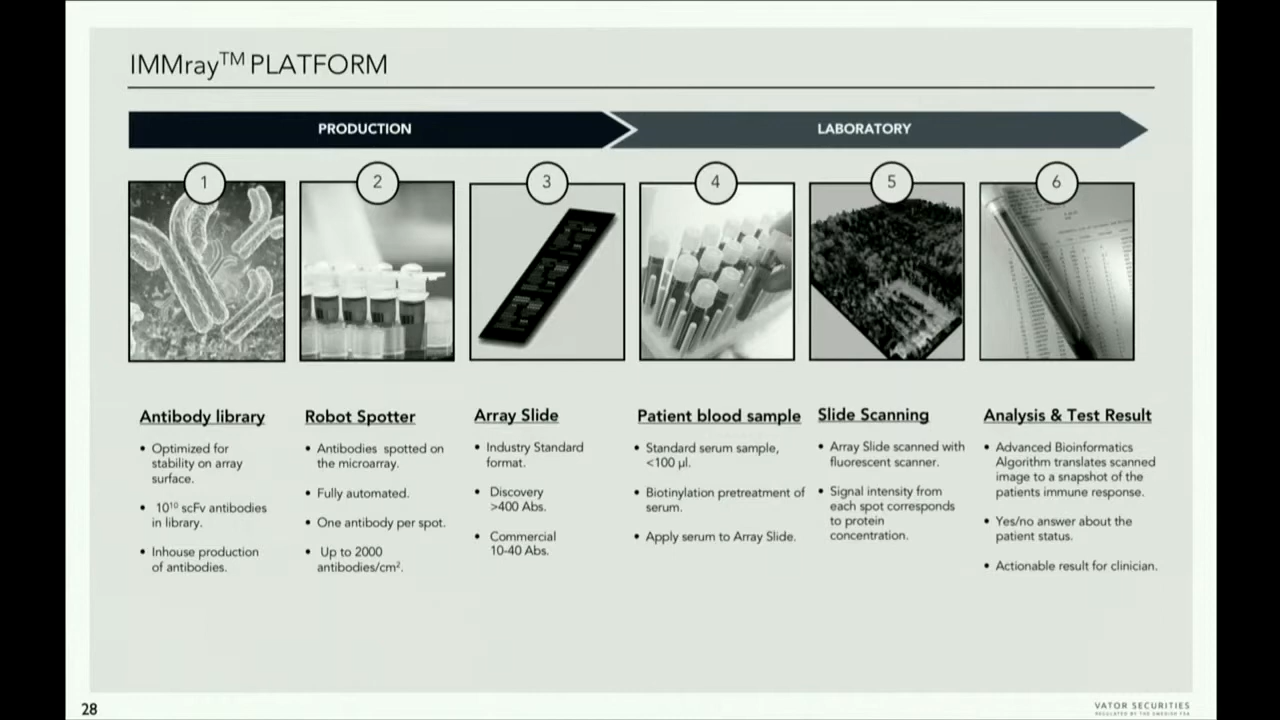 IMMray™ PLATFORM
PRODUCTION
LABORATORY
1
2
3
4
5
6
Antibody library
• Optimized for
stability on array
surface.
• 10¹⁰ scFv antibodies
in library.
• Inhouse production
of antibodies.
Robot Spotter
• Antibodies spotted on
the microarray.
• Fully automated.
• One antibody per spot.
• Up to 2000
antibodies/cm².
Array Slide
• Industry Standard
format.
• Discovery
>400 Abs.
• Commercial
10-40 Abs.
Patient blood sample
• Standard serum sample,
<100 µl.
• Biotinylation pretreatment of
serum.
• Apply serum to Array Slide.
Slide Scanning
• Array Slide scanned with
fluorescent scanner.
• Signal intensity from
each spot corresponds
to protein
concentration.
Analysis & Test Result
• Advanced Bioinformatics
Algorithm translates scanned
image to a snapshot of the
patients immune response.
• Yes/no answer about the
patient status.
• Actionable result for clinician.
28
VATOR SECURITIES
REGULATED BY THE SWEDISH FSA